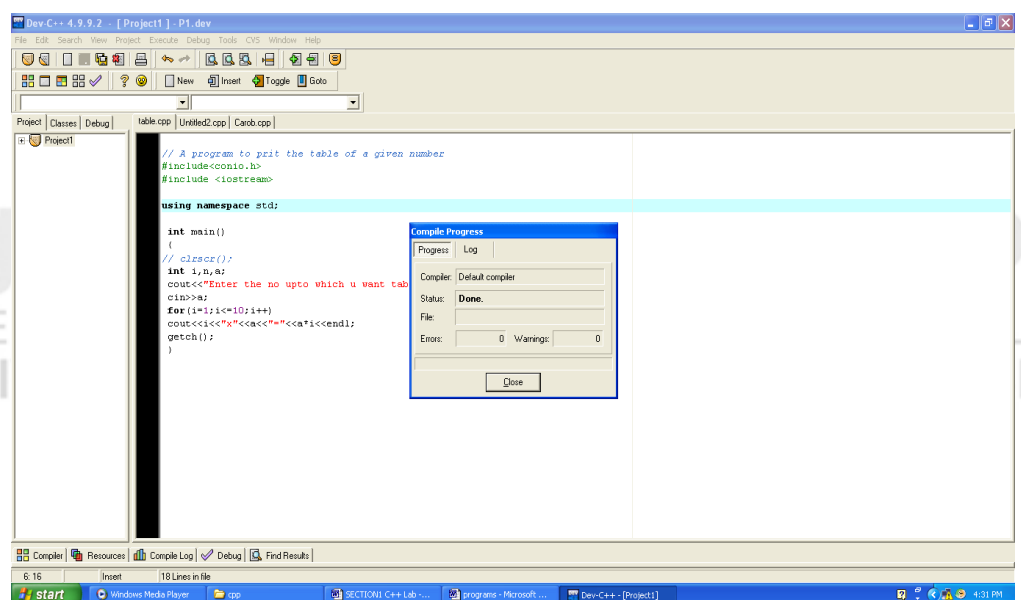 Dev-C++ 4.9.9.2 - [ Project1 ] - P1.dev
File Edit Search View Project Execute Debug Tools CVS Window Help
New Insert Toggle Goto
Project Classes Debug
table.cpp Untitled2.cpp Carob.cpp
Project1
// A program to prit the table of a given number
#include<conio.h>
#include <iostream>
using namespace std;
int main()
{
// clrscr();
int i,n,a;
cout<<"Enter the no upto which u want tab
cin>>a;
for(i=1;i<=10;i++)
cout<<i<<"x"<<a<<"="<<a*i<<endl;
getch();
}
Compile Progress
Progress Log
Compiler: Default compiler
Status: Done.
File:
Errors: 0 Warnings: 0
Close
Compiler Resources Compile Log Debug Find Results
6: 16 Insert 18 Lines in file
start Windows Media Player cpp SECTION1 C++ Lab -... programs - Microsoft ... Dev-C++ - [Project1] 4:31 PM